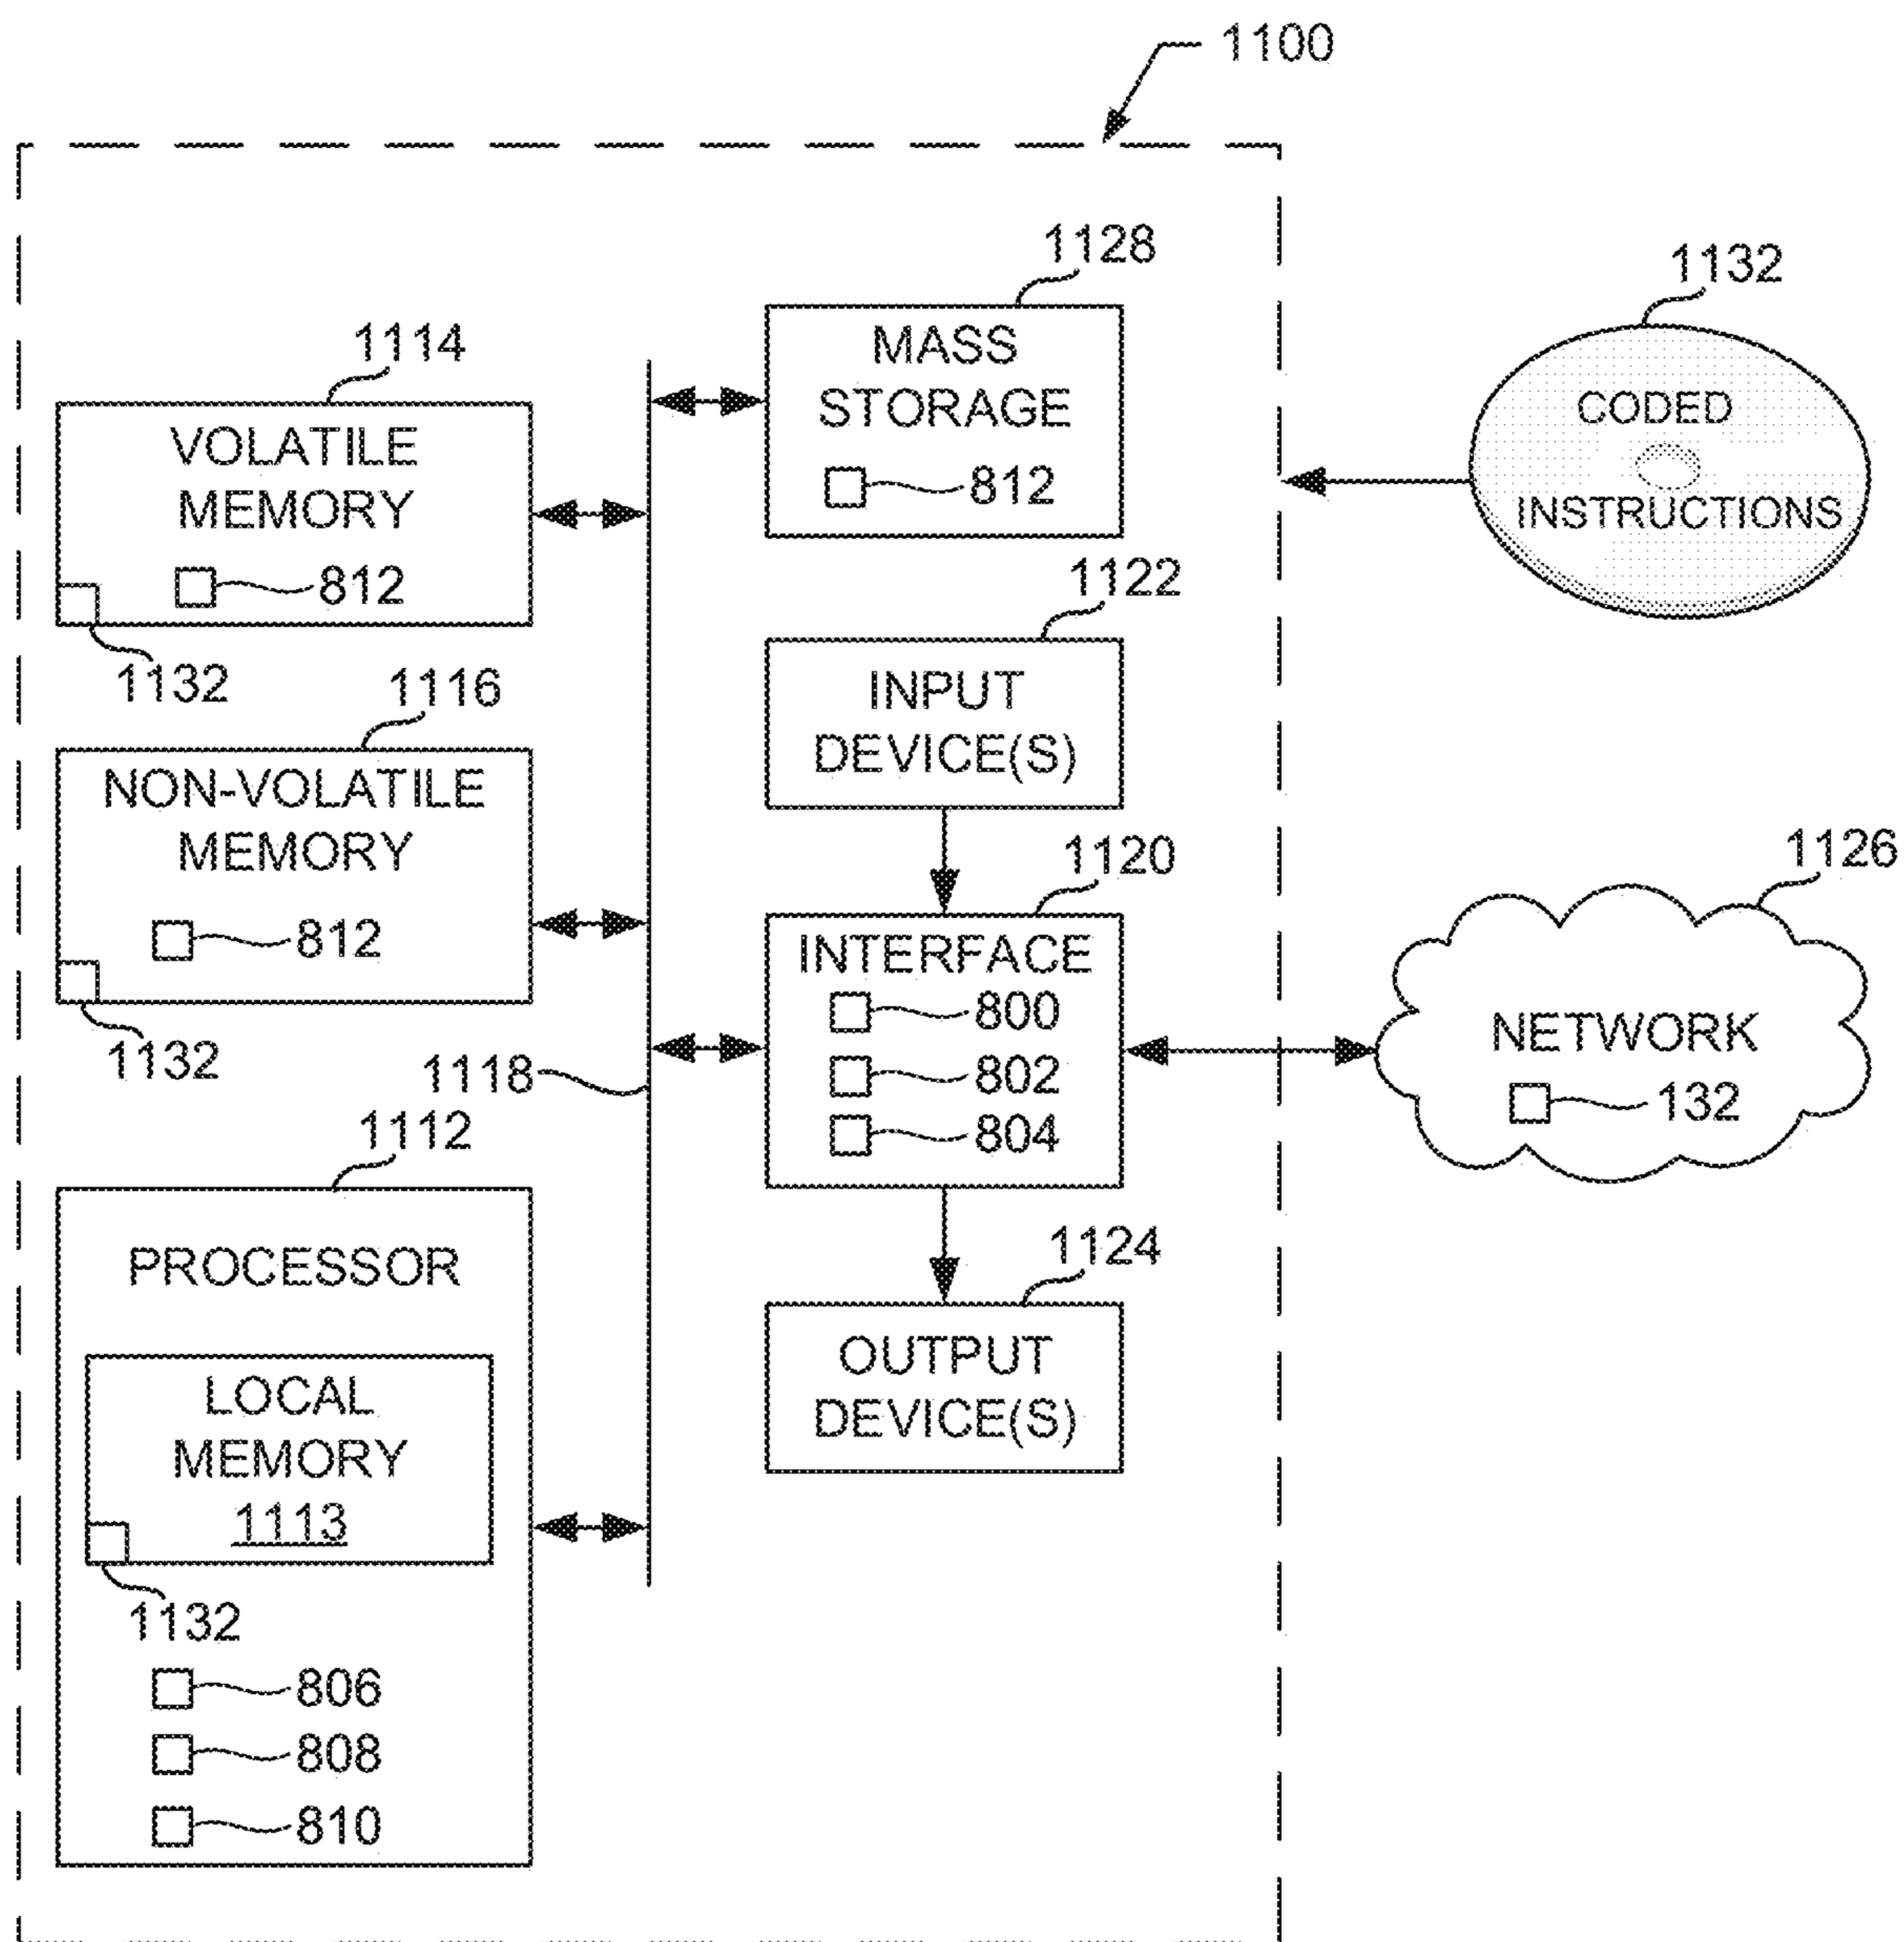 1100
1128
MASS
STORAGE
812
1132
CODED
INSTRUCTIONS
1114
VOLATILE
MEMORY
812
1132
1122
INPUT
DEVICE(S)
1116
NON-VOLATILE
MEMORY
812
1132
1120
INTERFACE
800
802
804
1118
1126
NETWORK
132
1112
PROCESSOR
LOCAL
MEMORY
1113
1132
806
808
810
1124
OUTPUT
DEVICE(S)